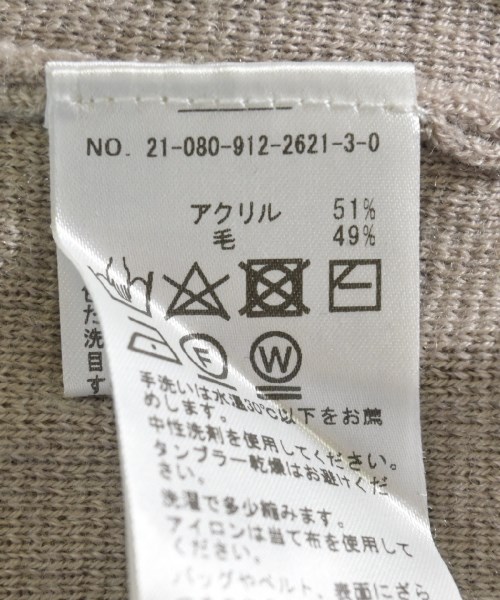 NO. 21-080-912-2621-3-0
アクリル 51%
毛 49%
F
W
せ
た
洗
目
す
手洗いは水温30℃以下をお薦
めします。
中性洗剤を使用してください。
タンブラー乾燥はお避けくだ
さい。
洗濯で多少縮みます。
アイロンは当て布を使用して
ください。
バッグやベルト、表面にざら